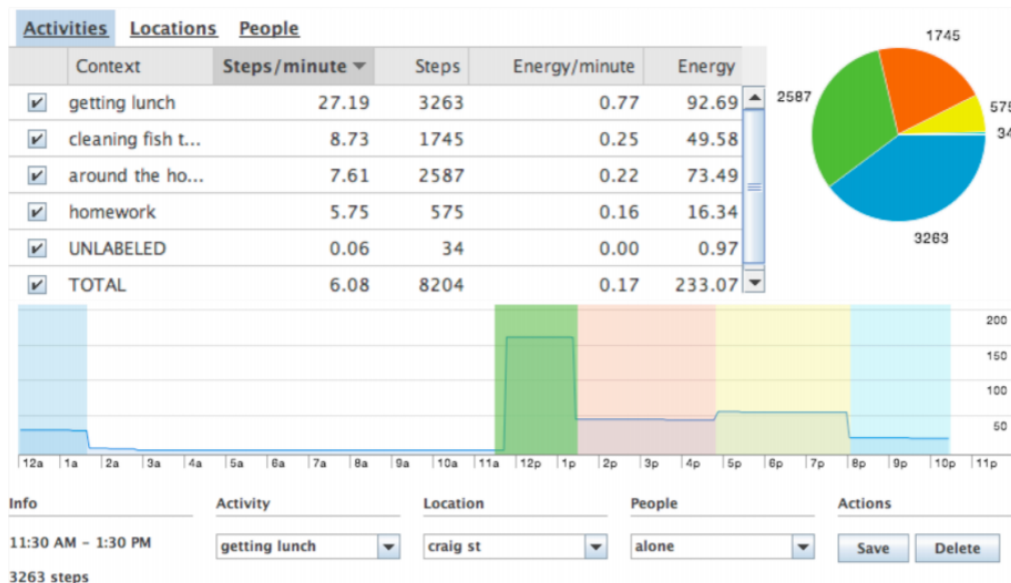 Activities Locations People
Context Steps/minute Steps Energy/minute Energy
getting lunch 27.19 3263 0.77 92.69
cleaning fish t... 8.73 1745 0.25 49.58
around the ho... 7.61 2587 0.22 73.49
homework 5.75 575 0.16 16.34
UNLABELED 0.06 34 0.00 0.97
TOTAL 6.08 8204 0.17 233.07
1745
2587
575
34
3263
200
150
100
50
12a 1a 2a 3a 4a 5a 6a 7a 8a 9a 10a 11a 12p 1p 2p 3p 4p 5p 6p 7p 8p 9p 10p 11p
Info Activity Location People Actions
11:30 AM - 1:30 PM getting lunch craig st alone Save Delete
3263 steps